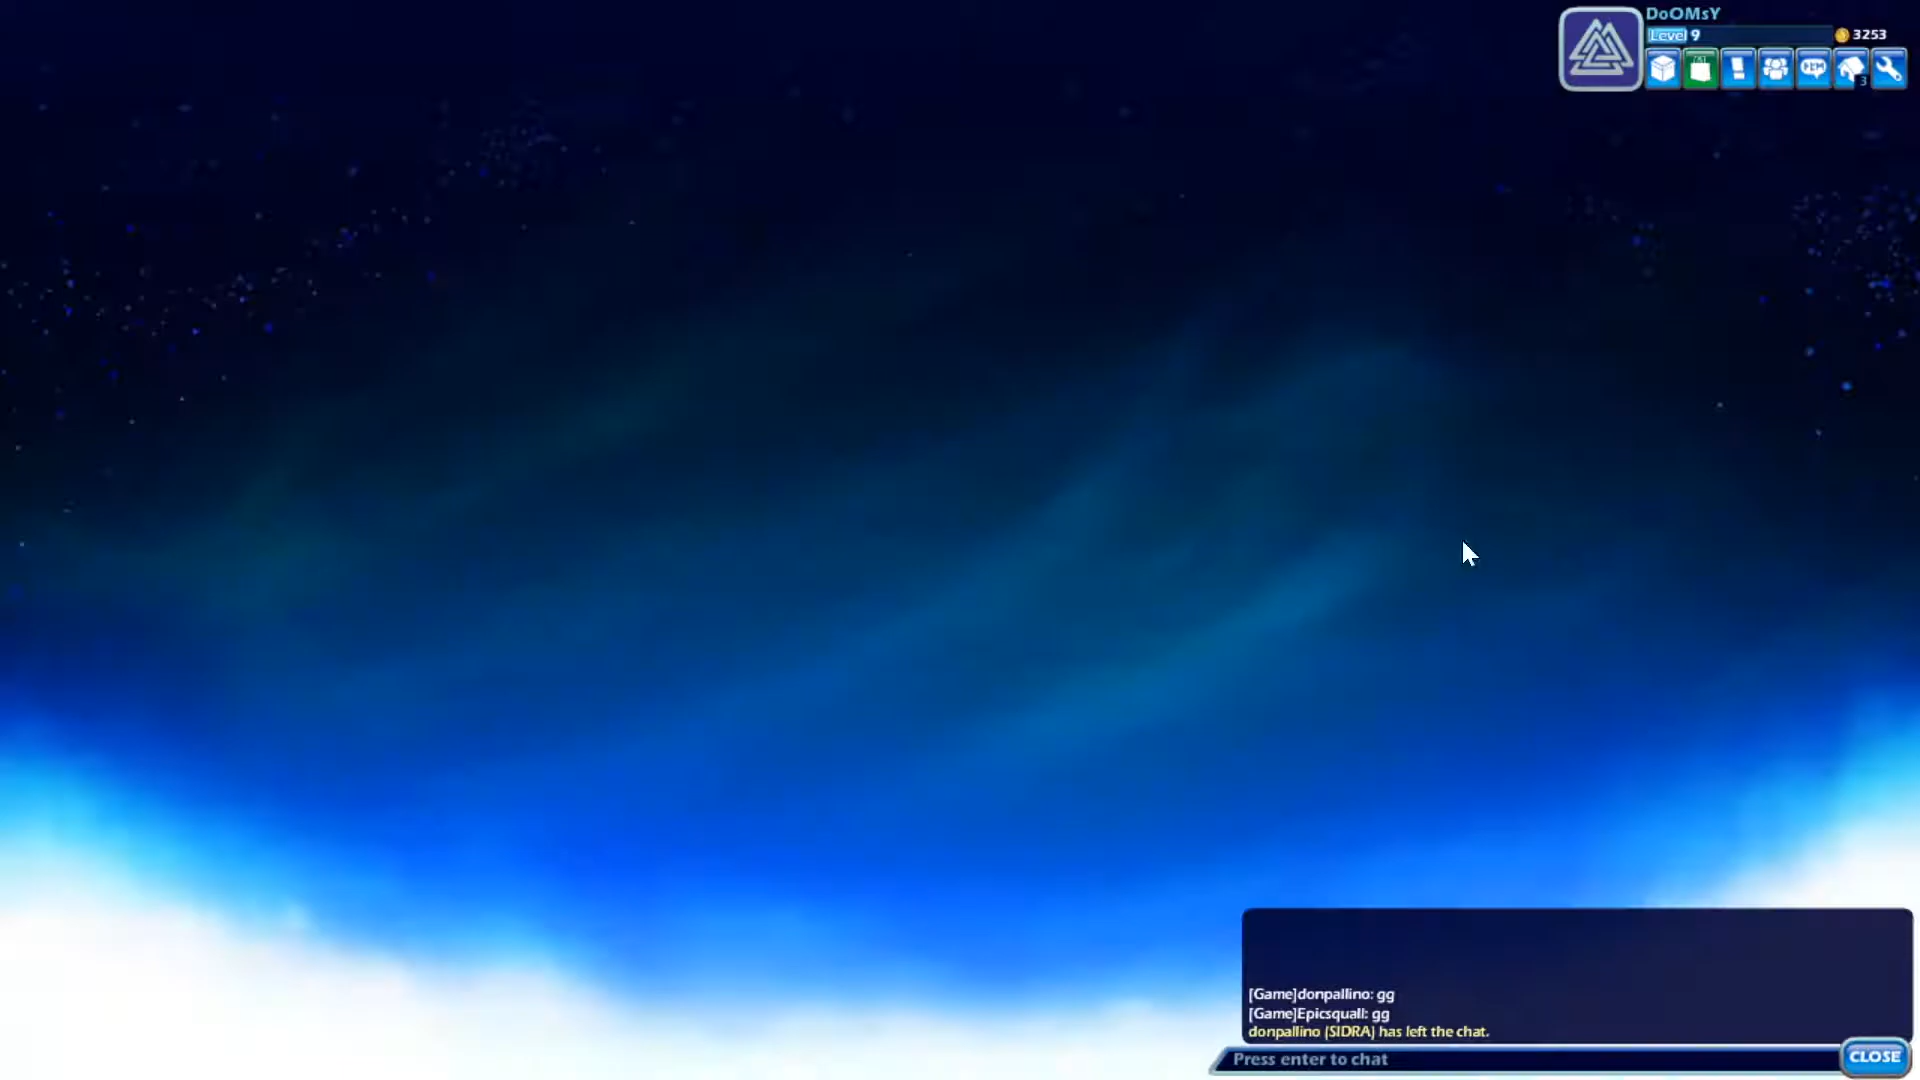 DoOMsY
Level 9
3253
3
[Game]donpallino: gg
[Game]Epicsquall: gg
donpallino (SIDRA) has left the chat.
Press enter to chat
CLOSE